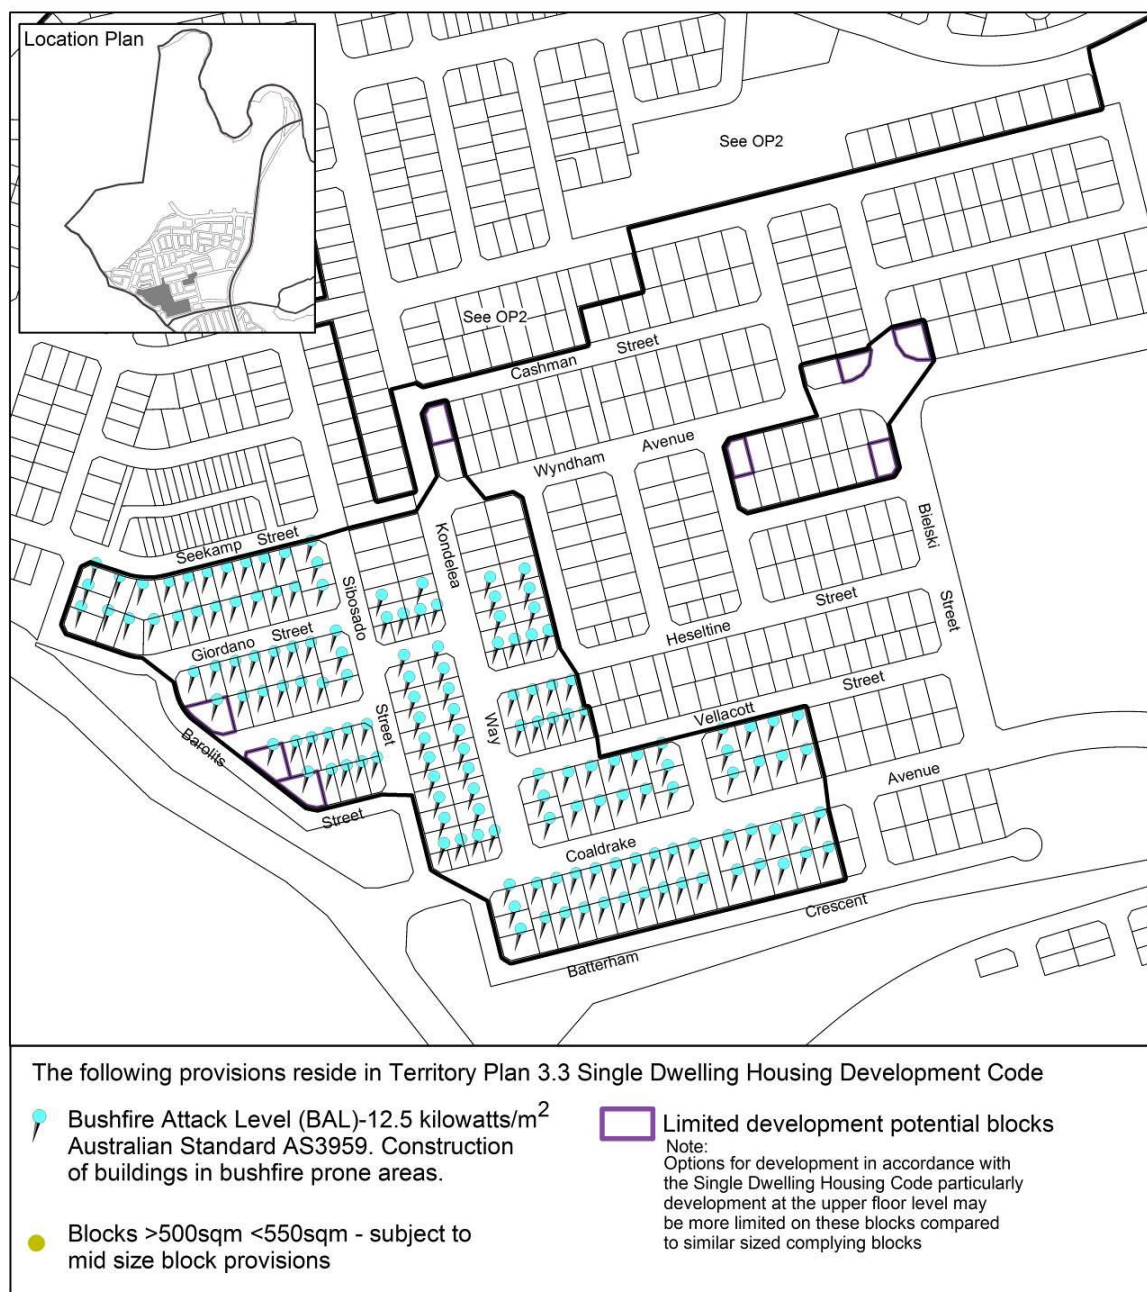 Location Plan
See OP2
See OP2
Cashman Street
Wyndham Avenue
Kondelea Way
Seekamp Street
Sibosado Street
Giordano Street
Bielski Street
Heseltine Street
Vellacott Street
Barolits Street
Coaldrake Avenue
Batterham Crescent
The following provisions reside in Territory Plan 3.3 Single Dwelling Housing Development Code
Bushfire Attack Level (BAL)-12.5 kilowatts/m²
Australian Standard AS3959. Construction
of buildings in bushfire prone areas.
Blocks >500sqm <550sqm - subject to
mid size block provisions
Limited development potential blocks
Note:
Options for development in accordance with
the Single Dwelling Housing Code particularly
development at the upper floor level may
be more limited on these blocks compared
to similar sized complying blocks